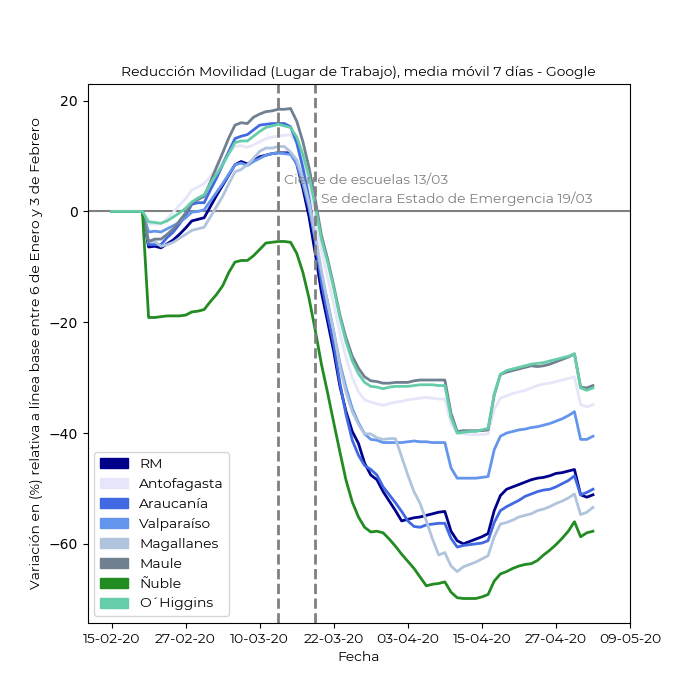 Reducción Movilidad (Lugar de Trabajo), media móvil 7 días - Google
Variación en (%) relativa al línea base entre 6 de Enero y 3 de Febrero
20
0
−20
−40
−60
Cierre de escuelas 13/03
Se declara Estado de Emergencia 19/03
RM
Antofagasta
Araucanía
Valparaíso
Magallanes
Maule
Ñuble
O´Higgins
15-02-20 27-02-20 10-03-20 22-03-20 03-04-20 15-04-20 27-04-20 09-05-20
Fecha